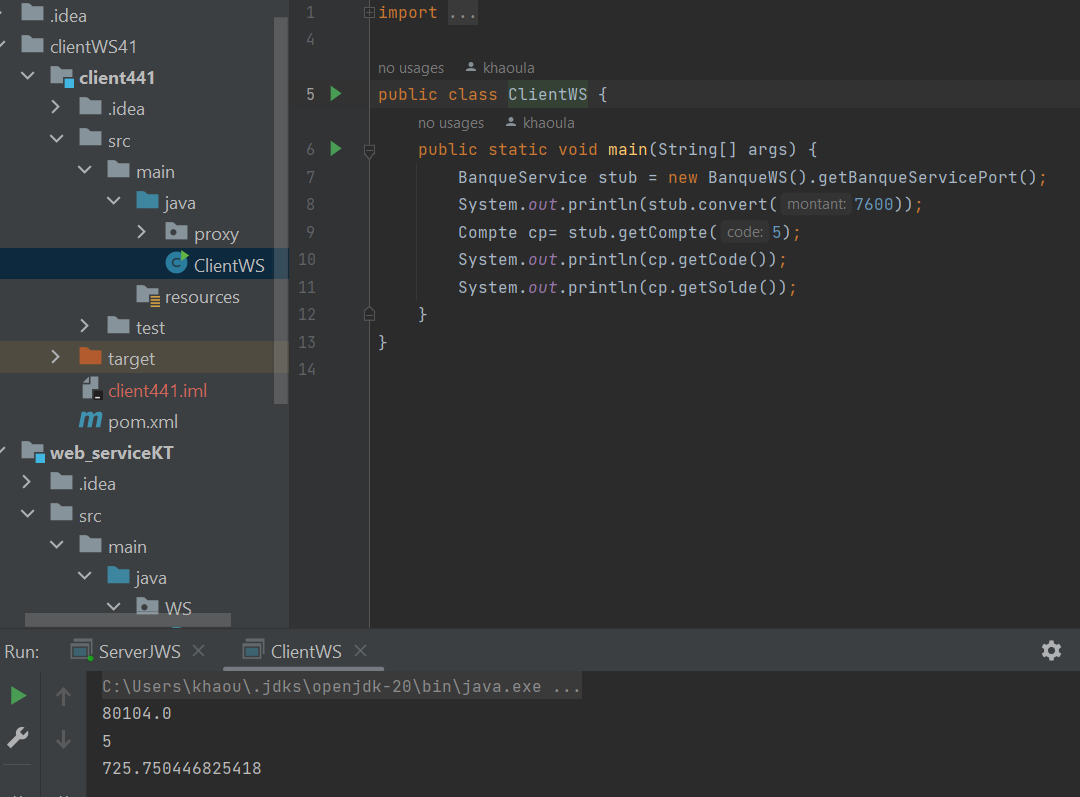 .idea
clientWS41
client441
.idea
src
main
java
proxy
ClientWS
resources
test
target
client441.iml
pom.xml
web_serviceKT
.idea
src
main
java
WS
1 import ...
4
no usages khaoula
5 public class ClientWS {
no usages khaoula
6 public static void main(String[] args) {
7 BanqueService stub = new BanqueWS().getBanqueServicePort();
8 System.out.println(stub.convert( montant: 7600));
9 Compte cp= stub.getCompte( code: 5);
10 System.out.println(cp.getCode());
11 System.out.println(cp.getSolde());
12 }
13 }
14
Run: ServerJWS ClientWS
C:\Users\khaou\.jdks\openjdk-20\bin\java.exe ...
80104.0
5
725.750446825418